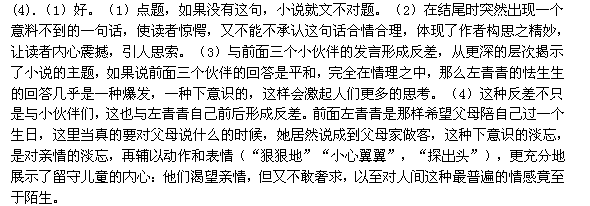 (4).（1）好。（1）点题，如果没有这句，小说就文不对题。（2）在结尾时突然出现一个
意料不到的一句话，使读者惊愕，又不能不承认这句话合情合理，体现了作者构思之精妙，
让读者内心震撼，引人思索。（3）与前面三个小伙伴的发言形成反差，从更深的层次揭示
了小说的主题，如果说前面三个伙伴的回答是平和，完全在情理之中，那么左青青的怯生生
的回答几乎是一种爆发，一种下意识的，这样会激起人们更多的思考。（4）这种反差不只
是与小伙伴们，这也与左青青自己前后形成反差。前面左青青是那样希望父母陪自己过一个
生日，这里当真的要对父母说什么的时候，她居然说成到父母家做客，这种下意识的淡忘，
是对亲情的淡忘，再辅以动作和表情（“狠狠地”“小心翼翼”，“探出头”），更充分地
展示了留守儿童的内心：他们渴望亲情，但又不敢奢求，以至对人间这种最普遍的情感竟至
于陌生。